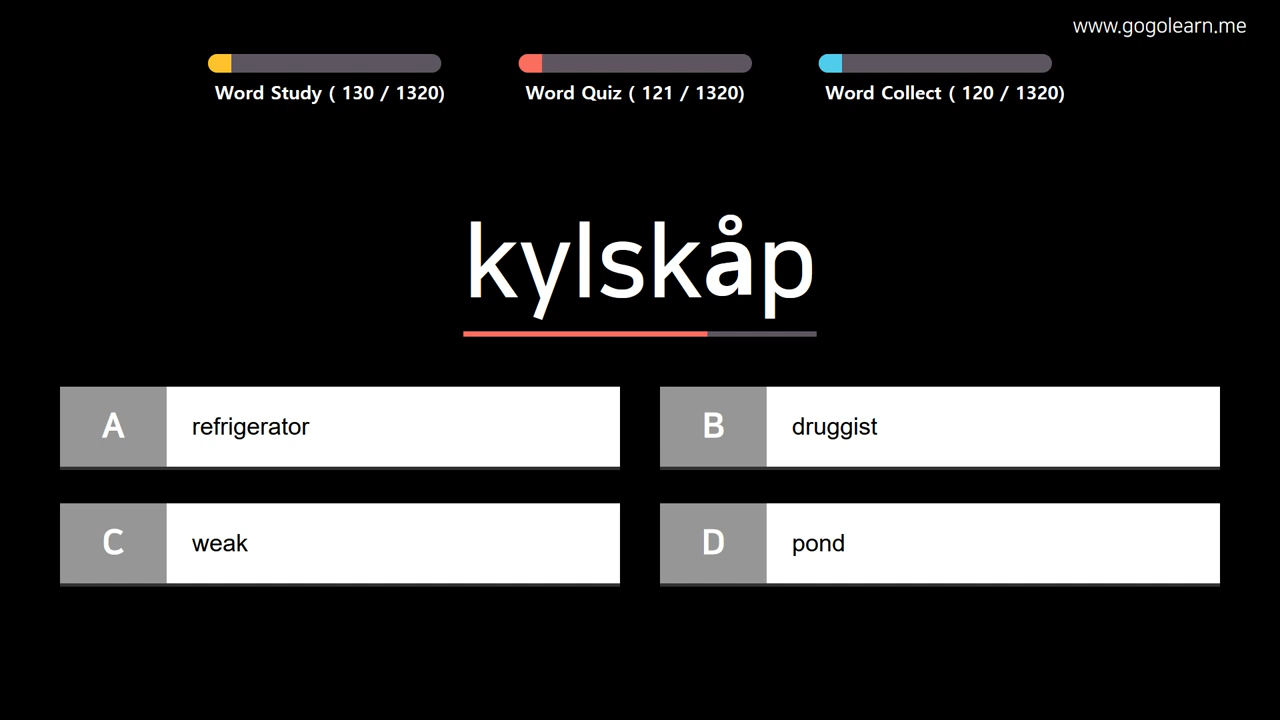 www.gogolearn.me
Word Study ( 130 / 1320)
Word Quiz ( 121 / 1320)
Word Collect ( 120 / 1320)
kylskåp
A refrigerator
B druggist
C weak
D pond